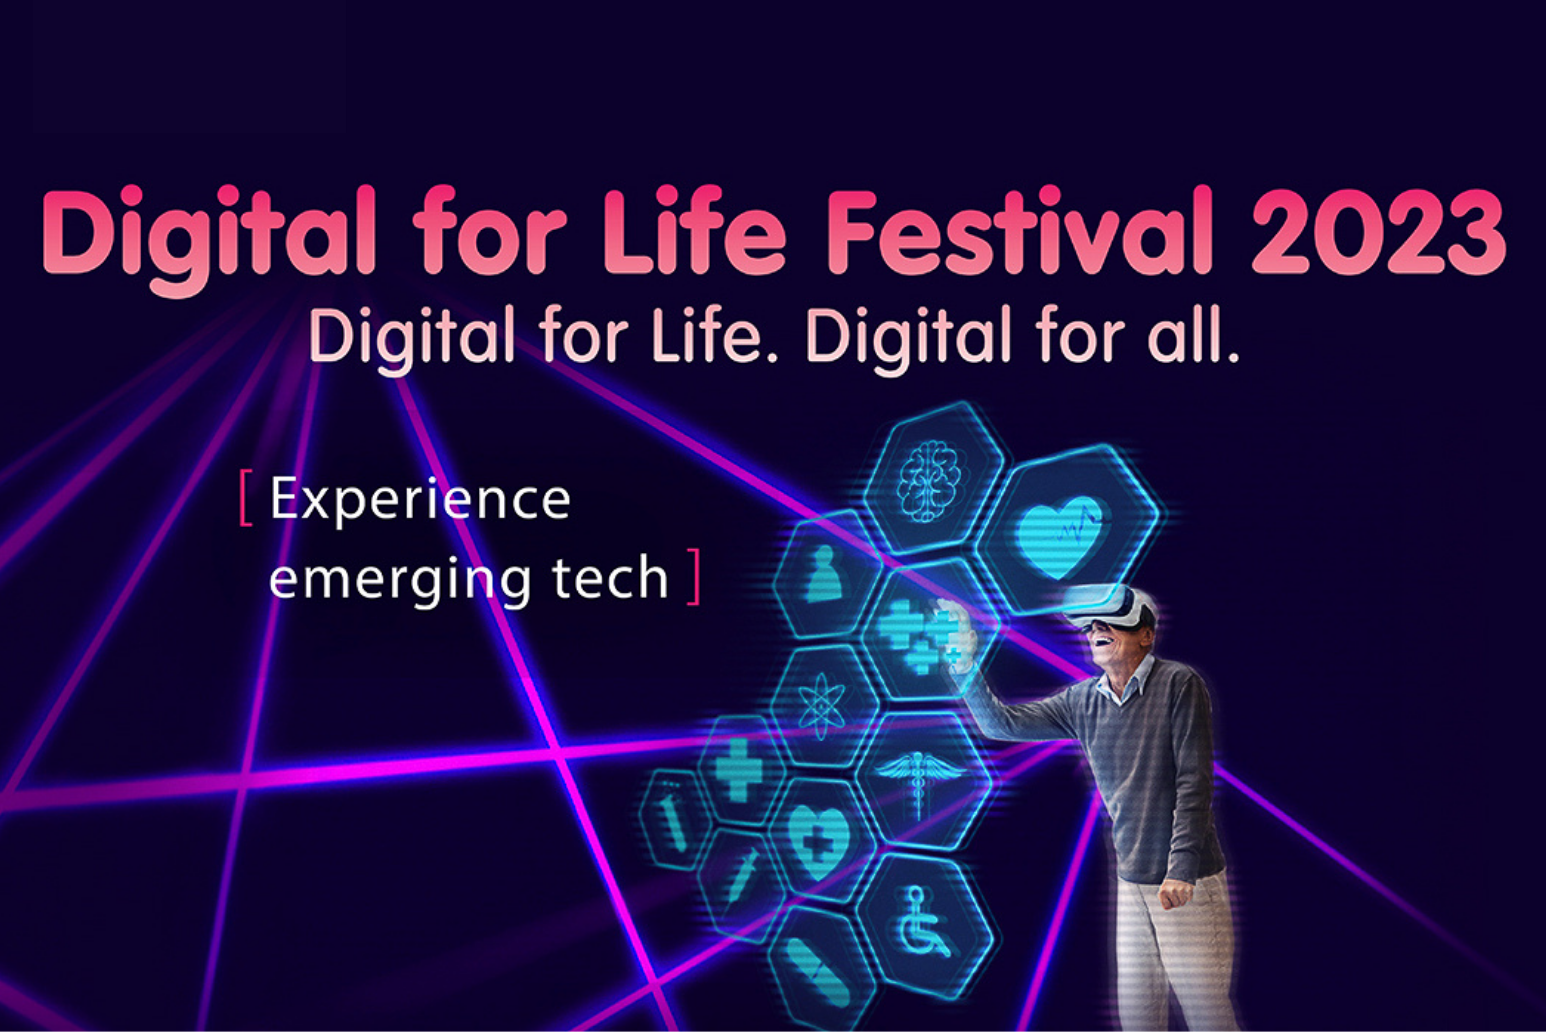 Digital for Life Festival 2023
Digital for Life. Digital for all.
[ Experience
emerging tech ]